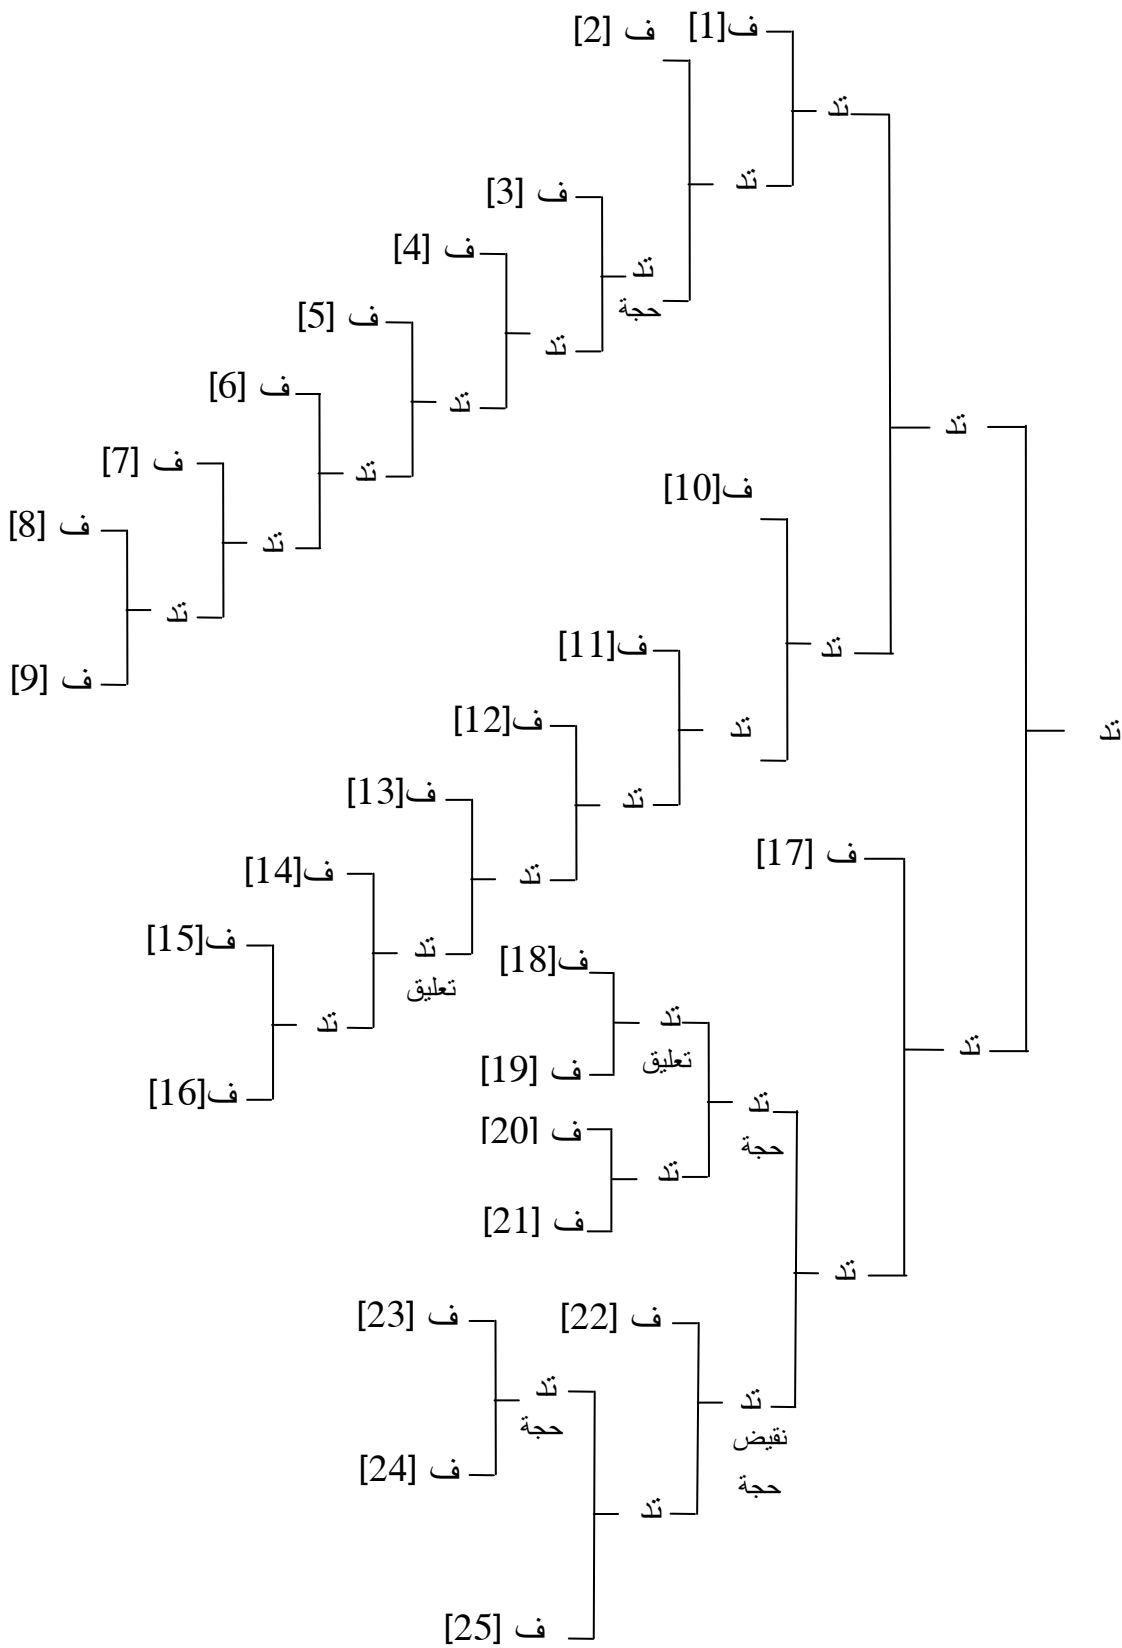 ف[1]
ف [2]
تد
تد
ف [3]
ف [4]
تد
حجة
ف [5]
تد
ف [6]
تد
تد
ف [7]
تد
ف[10]
ف [8]
تد
تد
ف[11]
ف [9]
ف[12]
تد
تد
ف[13]
تد
ف [17]
ف[14]
تد
ف[15]
تد
تعليق
ف[18]
تد
تد
تعليق
تد
ف [19]
ف[16]
تد
حجة
ف [20]
تد
ف [21]
تد
ف [22]
ف [23]
تد
حجة
تد
نقيض
حجة
ف [24]
تد
ف [25]